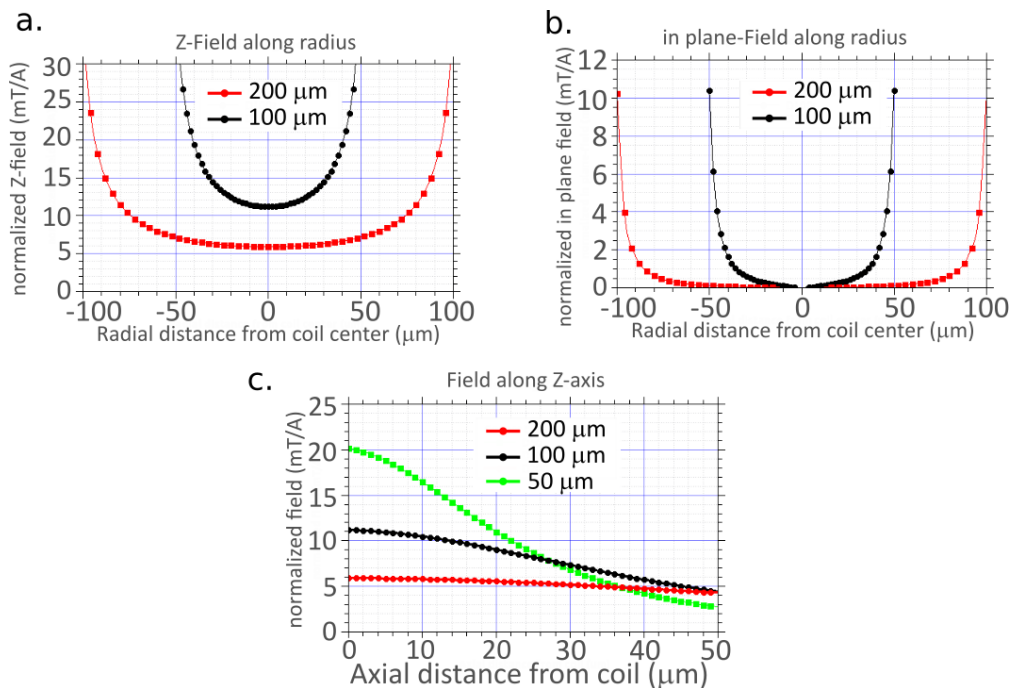 a.
Z-Field along radius
normalized Z-field (mT/A)
30
25
20
15
10
5
0
200 μm
100 μm
-100
-50
0
50
100
Radial distance from coil center (μm)
b.
in plane-Field along radius
normalized in plane field (mT/A)
12
10
8
6
4
2
0
200 μm
100 μm
-100
-50
0
50
100
Radial distance from coil center (μm)
c.
Field along Z-axis
normalized field (mT/A)
25
20
15
10
5
0
200 μm
100 μm
50 μm
0
10
20
30
40
50
Axial distance from coil (μm)